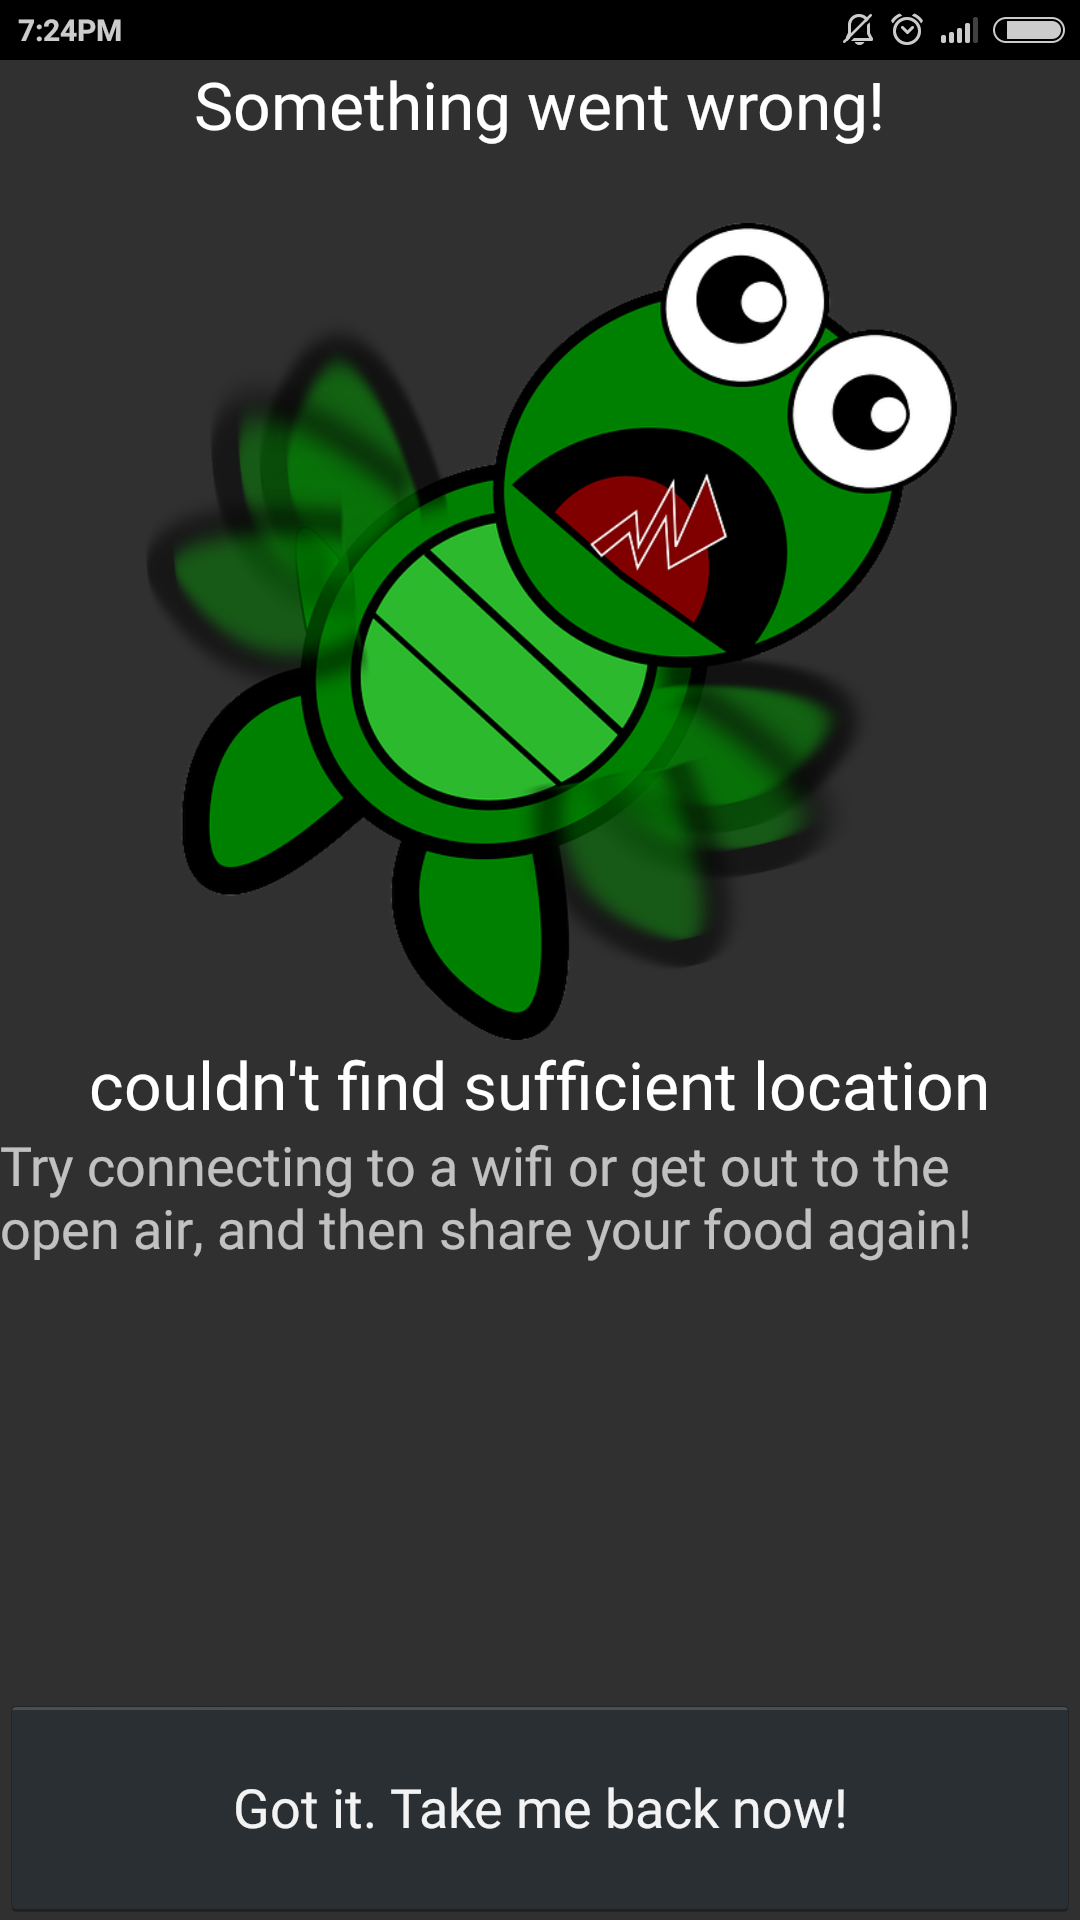 7:24PM
Something went wrong!
couldn't find sufficient location
Try connecting to a wifi or get out to the
open air, and then share your food again!
Got it. Take me back now!